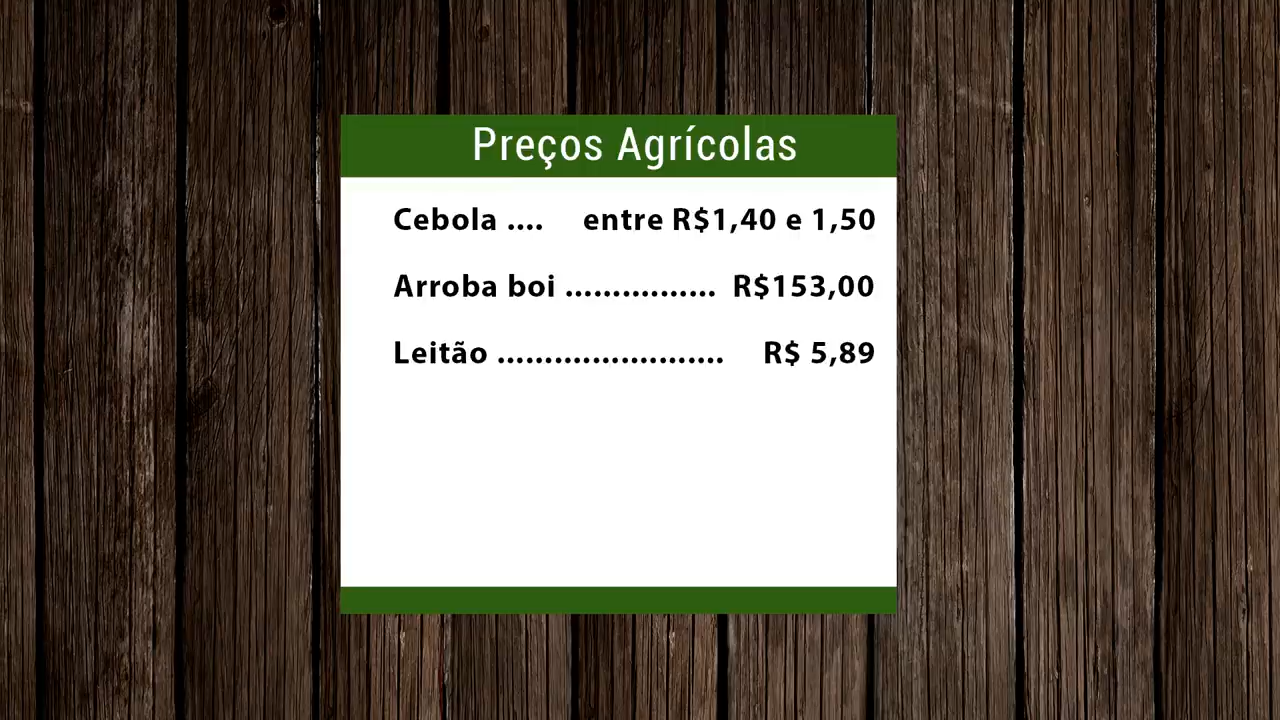 Preços Agrícolas
Cebola .... entre R$1,40 e 1,50
Arroba boi ................ R$153,00
Leitão ........................ R$ 5,89